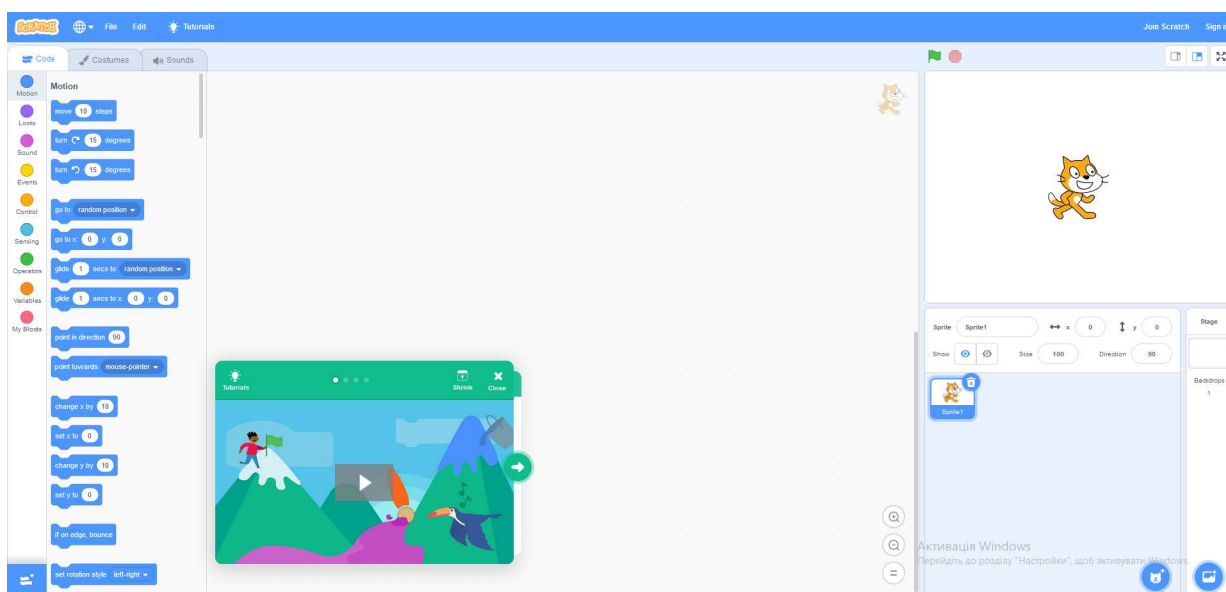 SCRATCH File Edit Tutorials Join Scratch
Code Costumes Sounds
Motion
Looks
Sound
Events
Control
Sensing
Operators
Variables
My Blocks
Motion
move 10 steps
turn 15 degrees
turn 15 degrees
go to random position
go to x: 0 y: 0
glide 1 secs to random position
glide 1 secs to x: 0 y: 0
point in direction 90
point towards mouse-pointer
change x by 10
set x to 0
change y by 10
set y to 0
if on edge, bounce
set rotation style left-right
Tutorials Shrink Close
Sprite Sprite1 x 0 y 0
Show Size 100 Direction 90
Sprite1
Stage
Backdrops
1
Активація Windows
Перейдіть до розділу "Настройки", щоб активувати Windows.